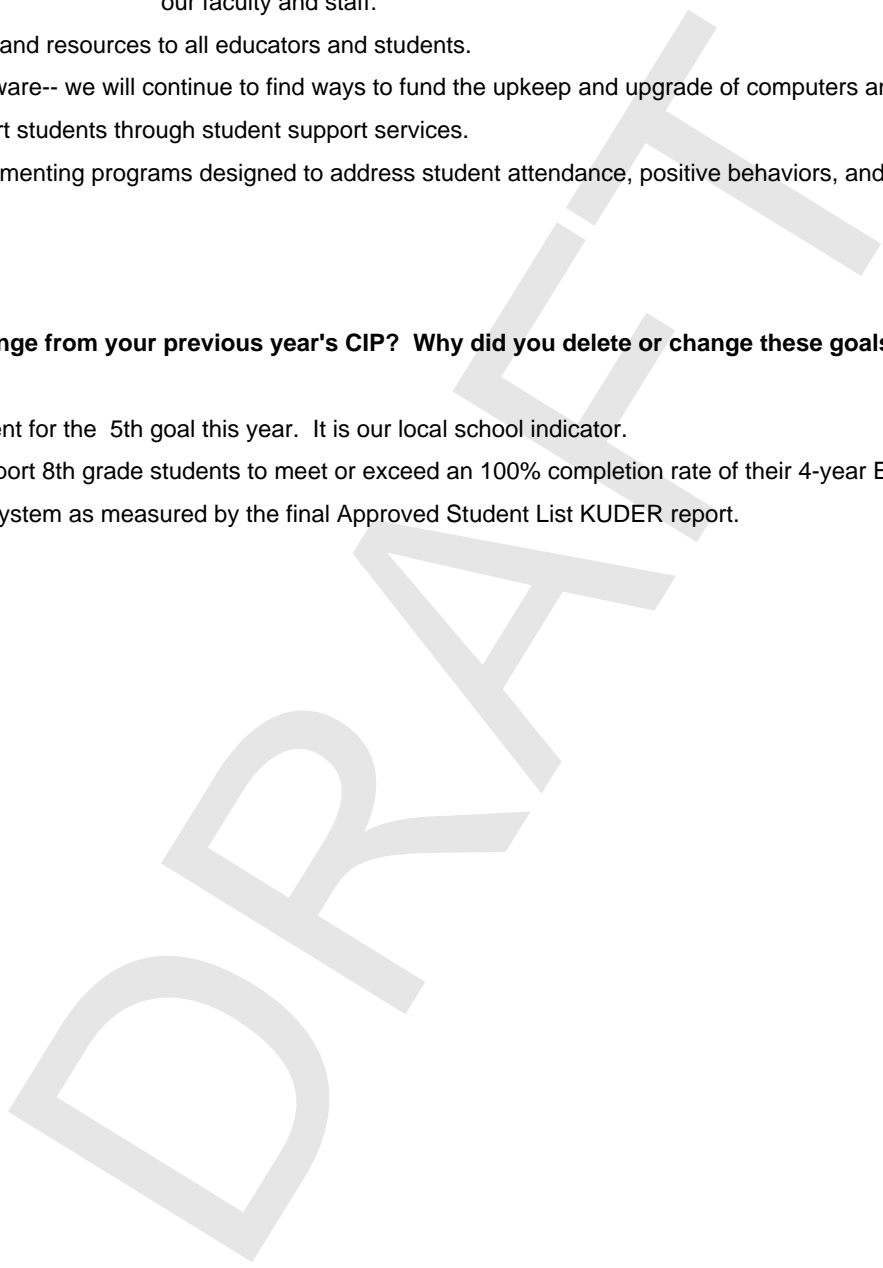 our faculty and staff.
and resources to all educators and students.
ware-- we will continue to find ways to fund the upkeep and upgrade of computers
rt students through student support services.
menting programs designed to address student attendance, positive behaviors, and
nge from your previous year's CIP?  Why did you delete or change these goals
ent for the  5th goal this year.  It is our local school indicator.
port 8th grade students to meet or exceed an 100% completion rate of their 4-year
ystem as measured by the final Approved Student List KUDER report.
DRAFT